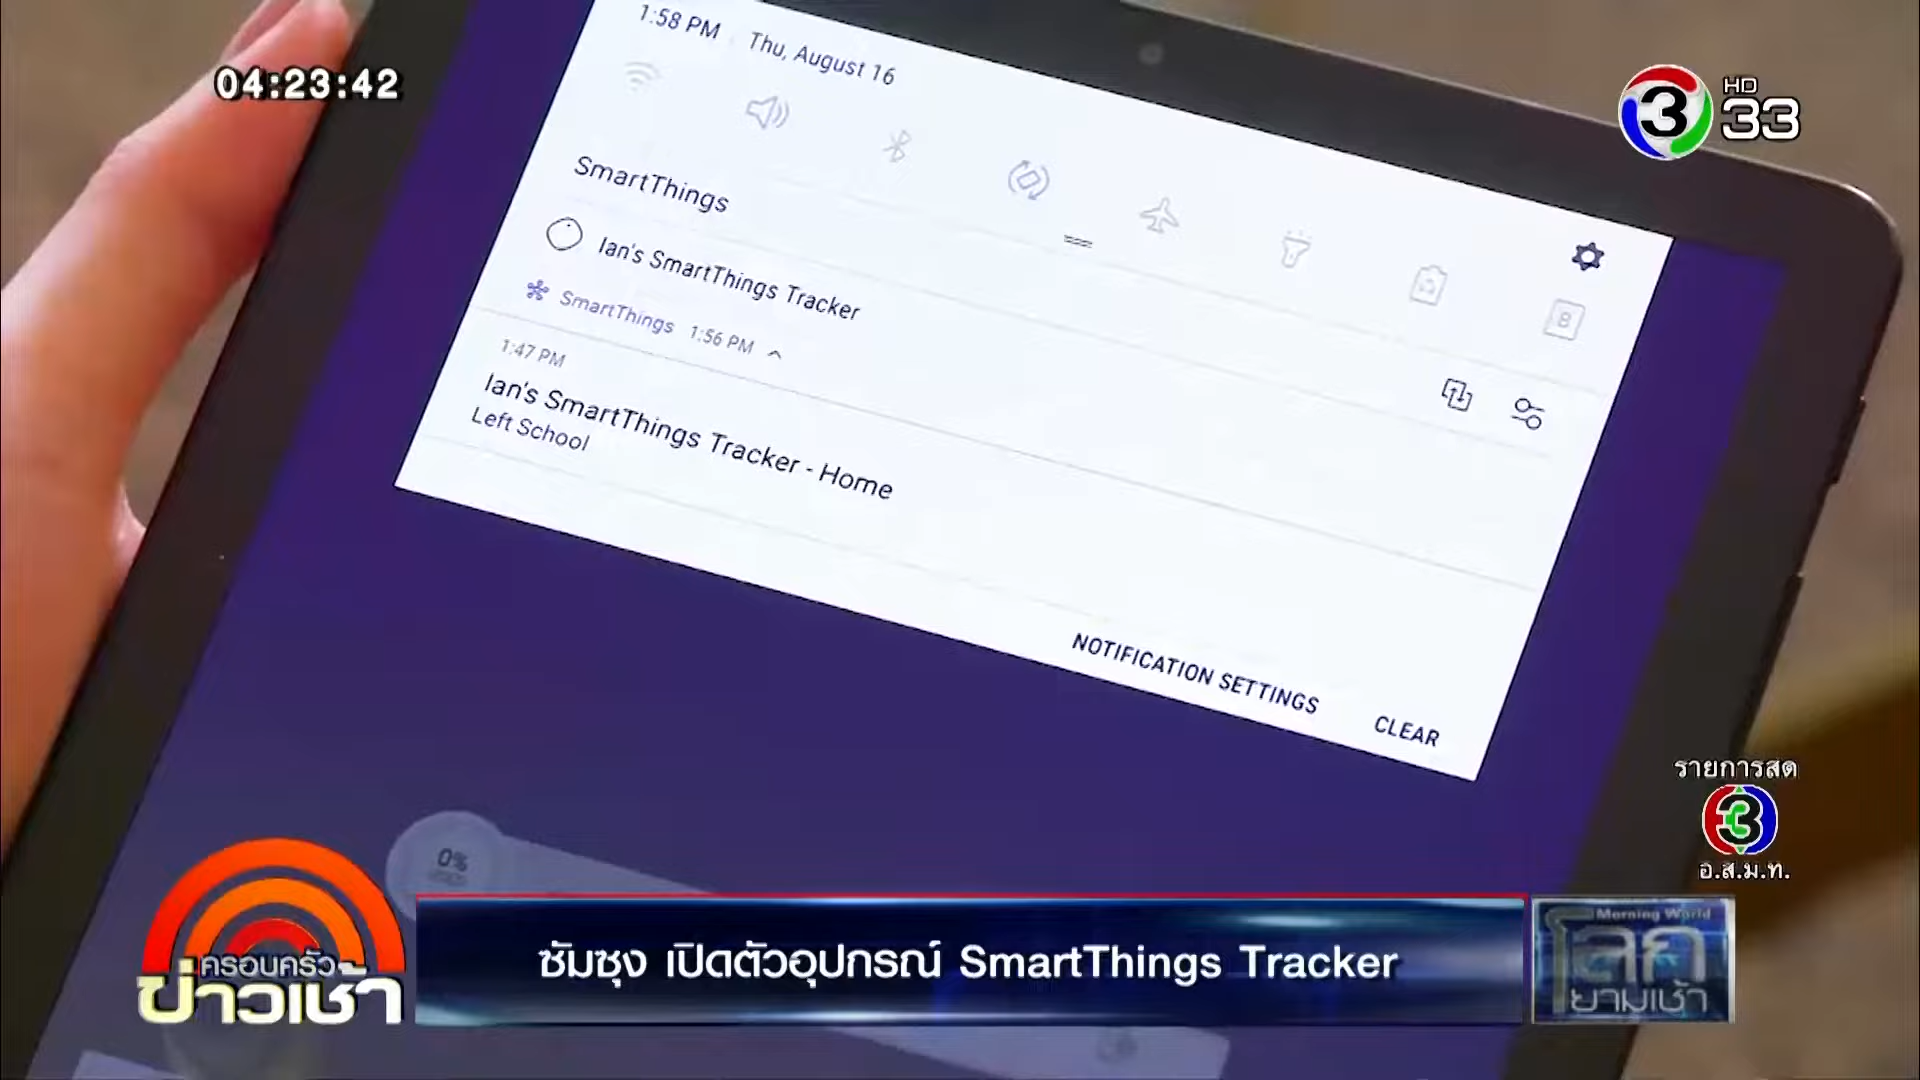 04:23:42
HD
3 33
1:58 PM Thu, August 16
SmartThings
Ian's SmartThings Tracker
SmartThings 1:56 PM
1:47 PM
Ian's SmartThings Tracker - Home
Left School
NOTIFICATION SETTINGS CLEAR
0%
รายการสด
3
อ.ส.ม.ท.
ครอบครัว
ข่าวเช้า
ซัมซุง เปิดตัวอุปกรณ์ SmartThings Tracker
Morning World
โลก
ยามเช้า